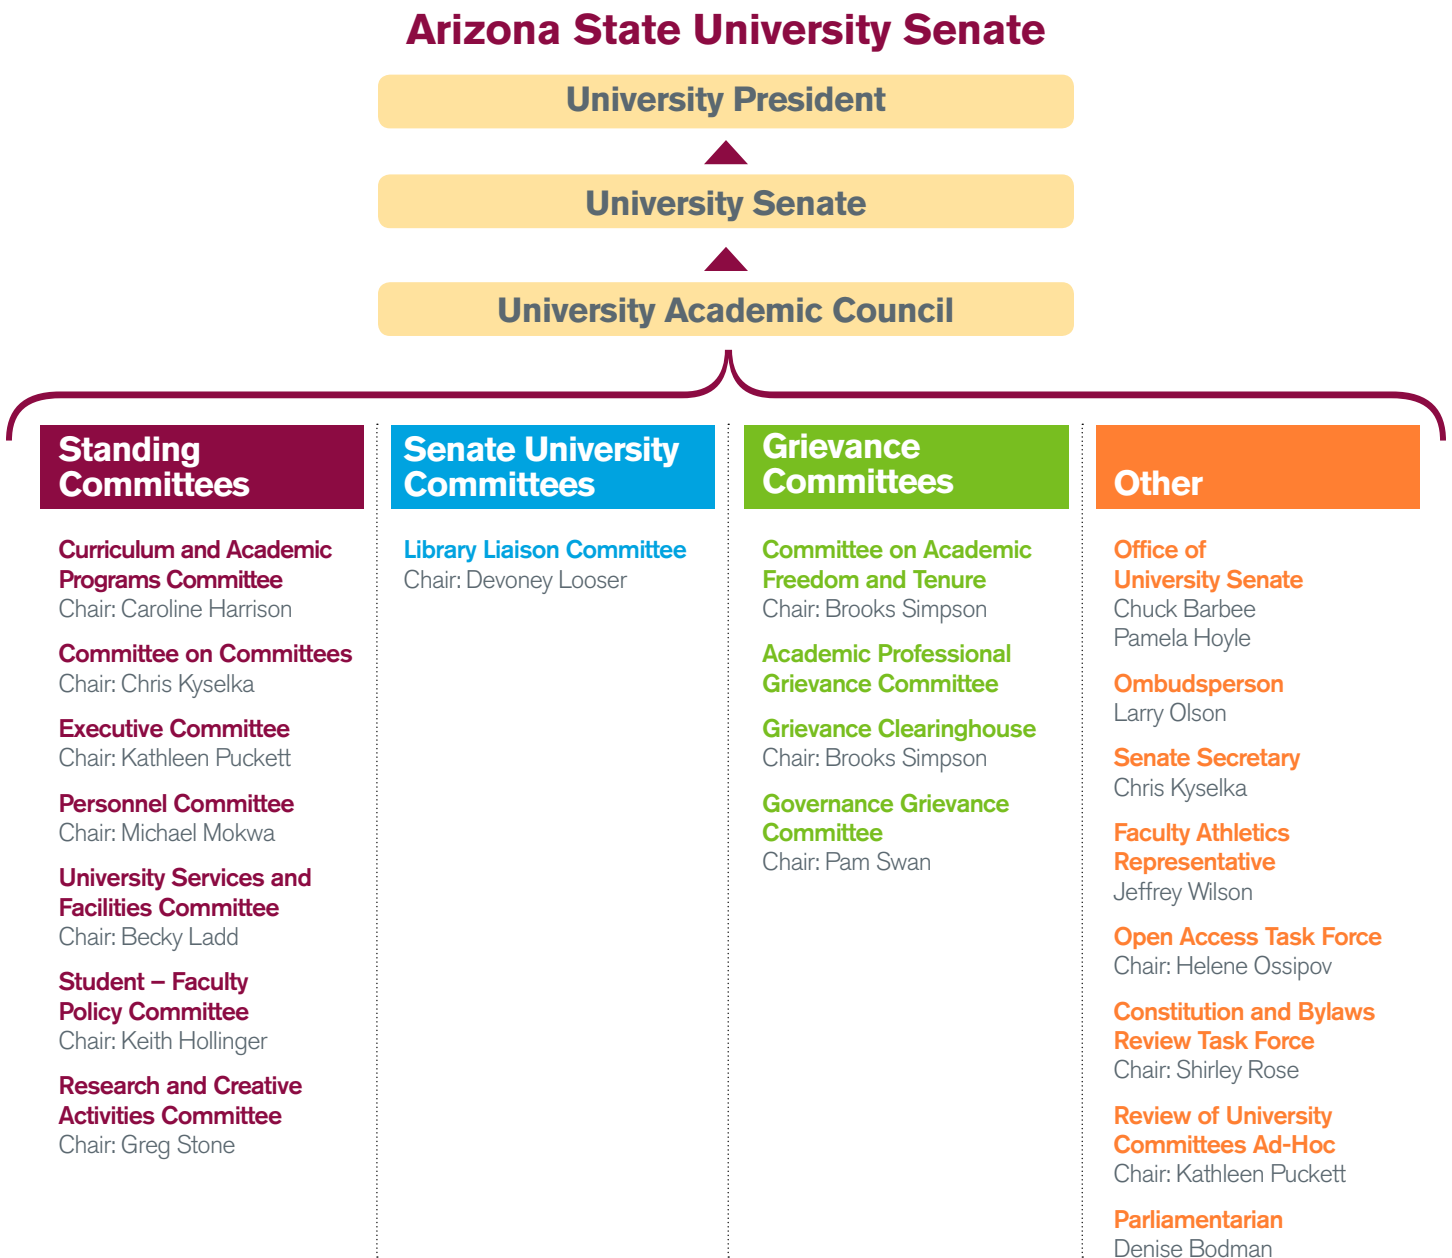 Arizona State University Senate
University President
University Senate
University Academic Council
Standing
Committees
Curriculum and Academic
Programs Committee
Chair: Caroline Harrison
Committee on Committees
Chair: Chris Kyselka
Executive Committee
Chair: Kathleen Puckett
Personnel Committee
Chair: Michael Mokwa
University Services and
Facilities Committee
Chair: Becky Ladd
Student – Faculty
Policy Committee
Chair: Keith Hollinger
Research and Creative
Activities Committee
Chair: Greg Stone
Senate University
Committees
Library Liaison Committee
Chair: Devoney Looser
Grievance
Committees
Committee on Academic
Freedom and Tenure
Chair: Brooks Simpson
Academic Professional
Grievance Committee
Grievance Clearinghouse
Chair: Brooks Simpson
Governance Grievance
Committee
Chair: Pam Swan
Other
Office of
University Senate
Chuck Barbee
Pamela Hoyle
Ombudsperson
Larry Olson
Senate Secretary
Chris Kyselka
Faculty Athletics
Representative
Jeffrey Wilson
Open Access Task Force
Chair: Helene Ossipov
Constitution and Bylaws
Review Task Force
Chair: Shirley Rose
Review of University
Committees Ad-Hoc
Chair: Kathleen Puckett
Parliamentarian
Denise Bodman